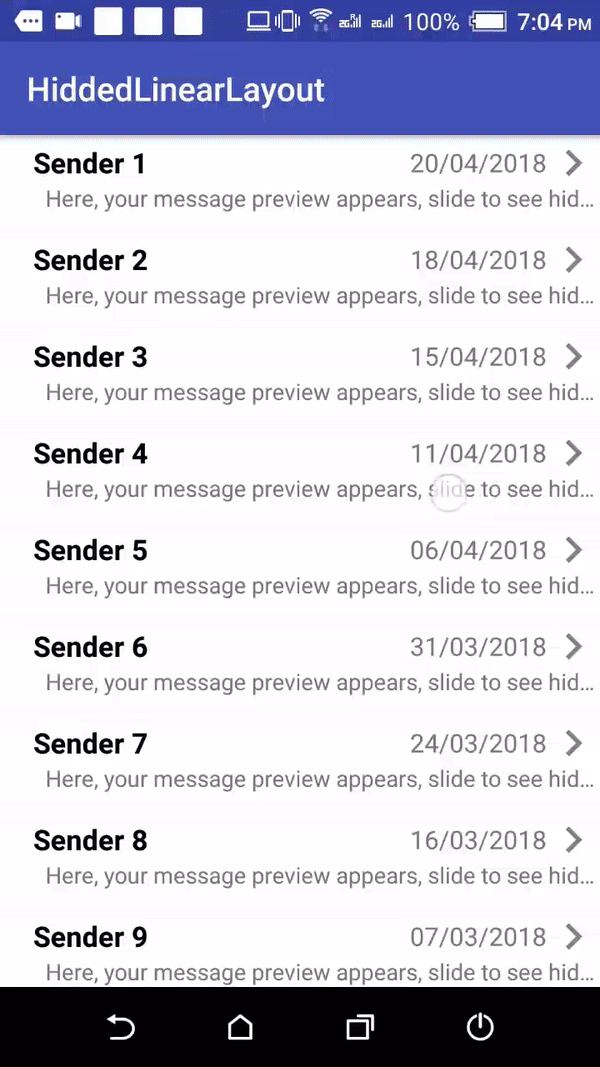 100% 7:04 PM
HiddedLinearLayout
Sender 1 20/04/2018
Here, your message preview appears, slide to see hid...
Sender 2 18/04/2018
Here, your message preview appears, slide to see hid...
Sender 3 15/04/2018
Here, your message preview appears, slide to see hid...
Sender 4 11/04/2018
Here, your message preview appears, slide to see hid...
Sender 5 06/04/2018
Here, your message preview appears, slide to see hid...
Sender 6 31/03/2018
Here, your message preview appears, slide to see hid...
Sender 7 24/03/2018
Here, your message preview appears, slide to see hid...
Sender 8 16/03/2018
Here, your message preview appears, slide to see hid...
Sender 9 07/03/2018
Here, your message preview appears, slide to see hid...